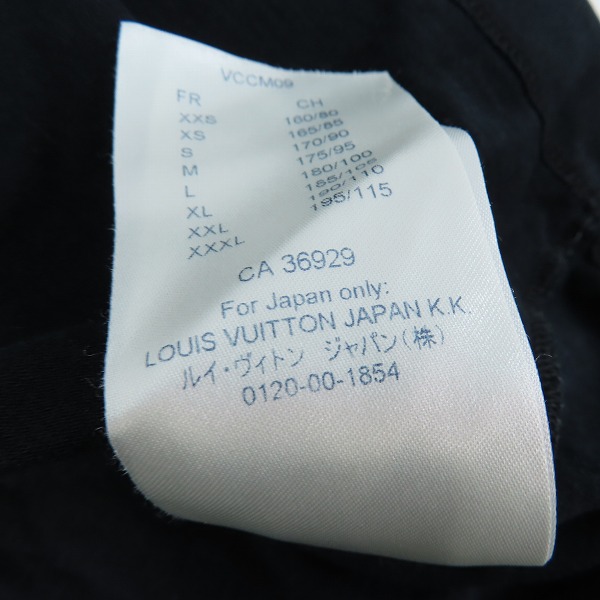 VCCM09
FR CH
XXS 160/80
XS 165/85
S 170/90
M 175/95
L 180/100
XL 185/105
XXL 190/110
XXXL 195/115
CA 36929
For Japan only:
LOUIS VUITTON JAPAN K.K.
ルイ・ヴィトン ジャパン(株)
0120-00-1854